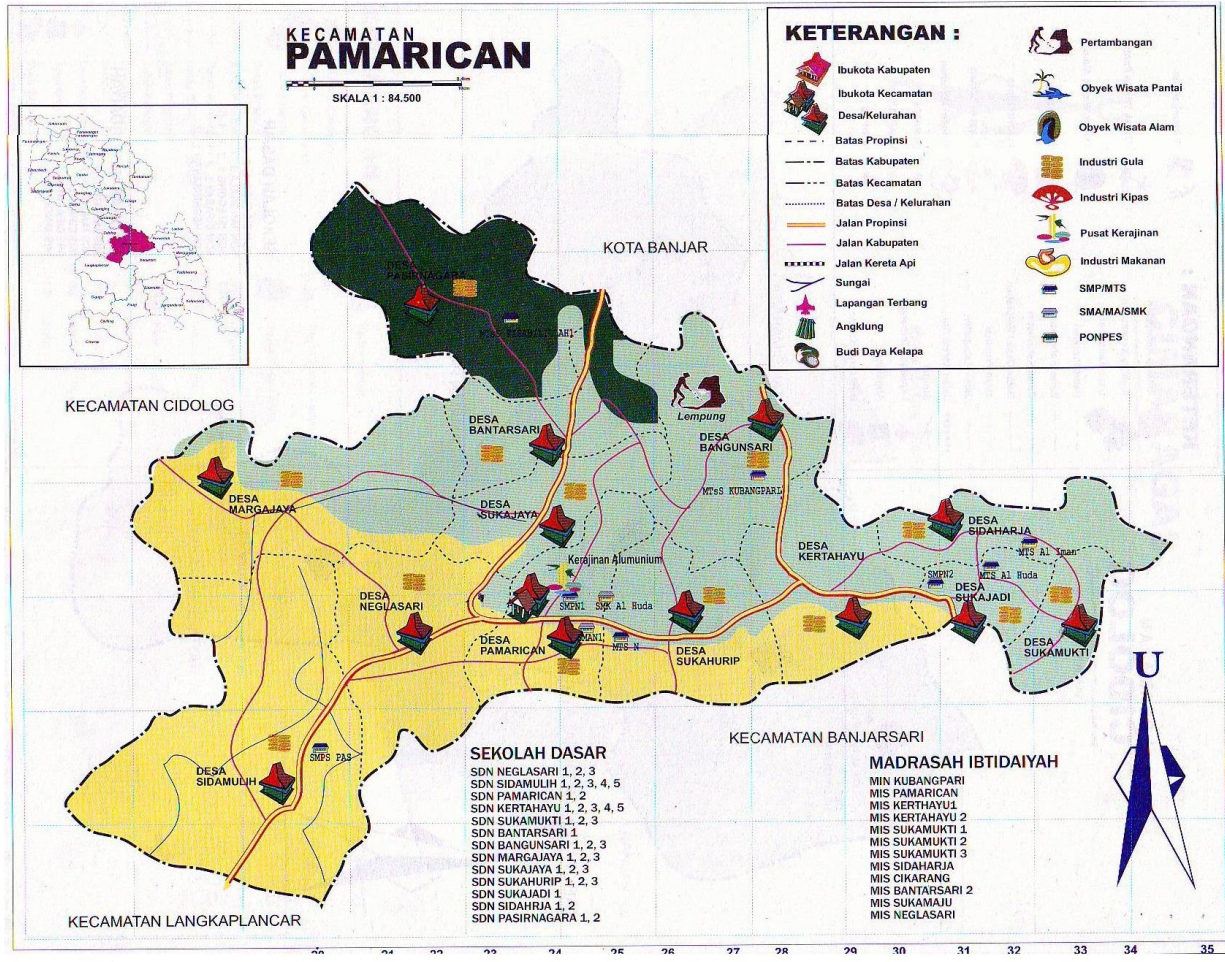 KECAMATAN
PAMARICAN
SKALA 1 : 84.500
KETERANGAN :
Ibukota Kabupaten
Ibukota Kecamatan
Desa/Kelurahan
Batas Propinsi
Batas Kabupaten
Batas Kecamatan
Batas Desa / Kelurahan
Jalan Propinsi
Jalan Kabupaten
Jalan Kereta Api
Sungai
Lapangan Terbang
Angklung
Budi Daya Kelapa
Pertambangan
Obyek Wisata Pantai
Obyek Wisata Alam
Industri Gula
Industri Kipas
Pusat Kerajinan
Industri Makanan
SMP/MTS
SMA/MA/SMK
PONPES
KOTA BANJAR
DESA
PASIRNAGARA
KECAMATAN CIDOLOG
Lempung
DESA
BANTARSARI
DESA
BANGUNSARI
MTsS KUBANGPARI
DESA
MARGAJAYA
DESA
SUKAJAYA
DESA
SIDAHARJA
MTS Al Iman
DESA
KERTAHAYU
Kerajinan Alumunium
MTS Al Huda
SMPN2
DESA
SUKAJADI
DESA
NEGLASARI
SMPN1
SMK Al Huda
SMAN1
MTS N
DESA
PAMARICAN
DESA
SUKAHURIP
DESA
SUKAMUKTI
U
SMPS PAS
DESA
SIDAMULIH
KECAMATAN BANJARSARI
KECAMATAN LANGKAPLANCAR
SEKOLAH DASAR
SDN NEGLASARI 1, 2, 3
SDN SIDAMULIH 1, 2, 3, 4, 5
SDN PAMARICAN 1, 2
SDN KERTAHAYU 1, 2, 3, 4, 5
SDN SUKAMUKTI 1, 2, 3
SDN BANTARSARI 1
SDN BANGUNSARI 1, 2, 3
SDN MARGAJAYA 1, 2, 3
SDN SUKAJAYA 1, 2, 3
SDN SUKAHURIP 1, 2, 3
SDN SUKAJADI 1
SDN SIDAHRJA 1, 2
SDN PASIRNAGARA 1, 2
MADRASAH IBTIDAIYAH
MIN KUBANGPARI
MIS PAMARICAN
MIS KERTHAYU1
MIS KERTAHAYU 2
MIS SUKAMUKTI 1
MIS SUKAMUKTI 2
MIS SUKAMUKTI 3
MIS SIDAHARJA
MIS CIKARANG
MIS BANTARSARI 2
MIS SUKAMAJU
MIS NEGLASARI
20 21 22 23 24 25 26 27 28 29 30 31 32 33 34 35